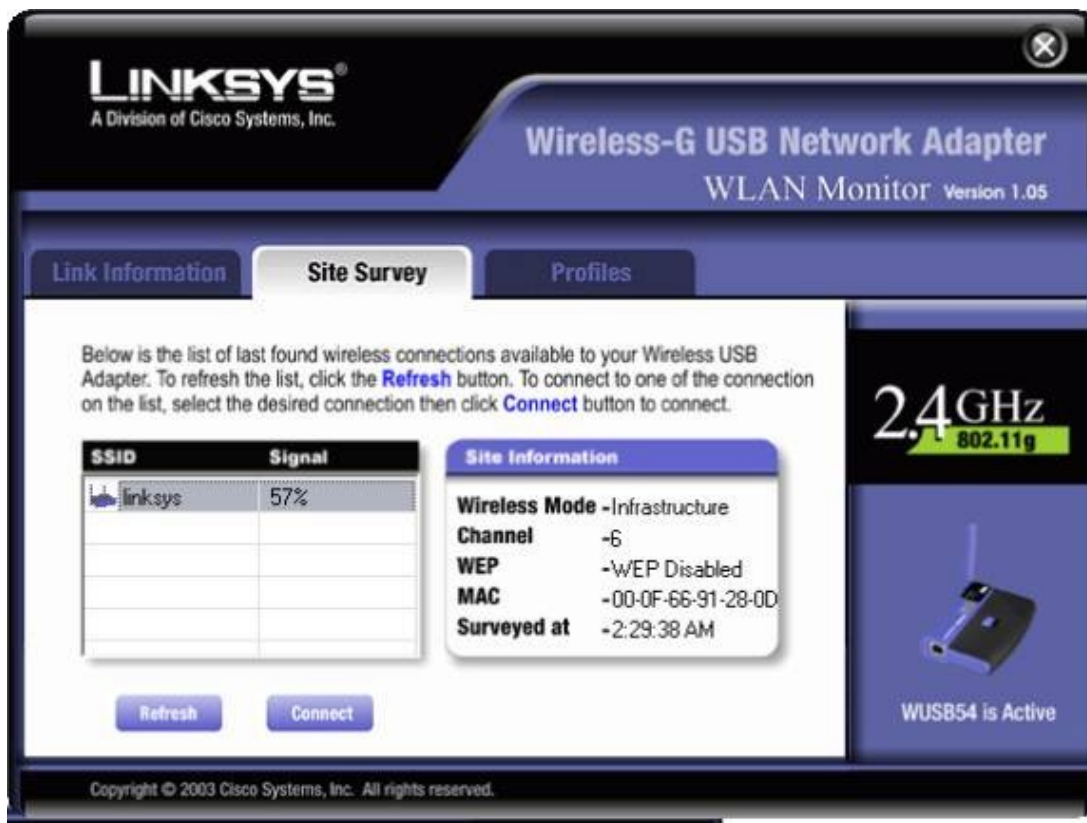 LINKSYS®
A Division of Cisco Systems, Inc.
Wireless-G USB Network Adapter
WLAN Monitor Version 1.05
Link Information
Site Survey
Profiles
Below is the list of last found wireless connections available to your Wireless USB
Adapter. To refresh the list, click the Refresh button. To connect to one of the connection
on the list, select the desired connection then click Connect button to connect.
2.4GHz
802.11g
SSID Signal
linksys 57%
Site Information
Wireless Mode -Infrastructure
Channel -6
WEP -WEP Disabled
MAC -00-0F-66-91-28-0D
Surveyed at -2:29:38 AM
Refresh
Connect
WUSB54 is Active
Copyright © 2003 Cisco Systems, Inc. All rights reserved.